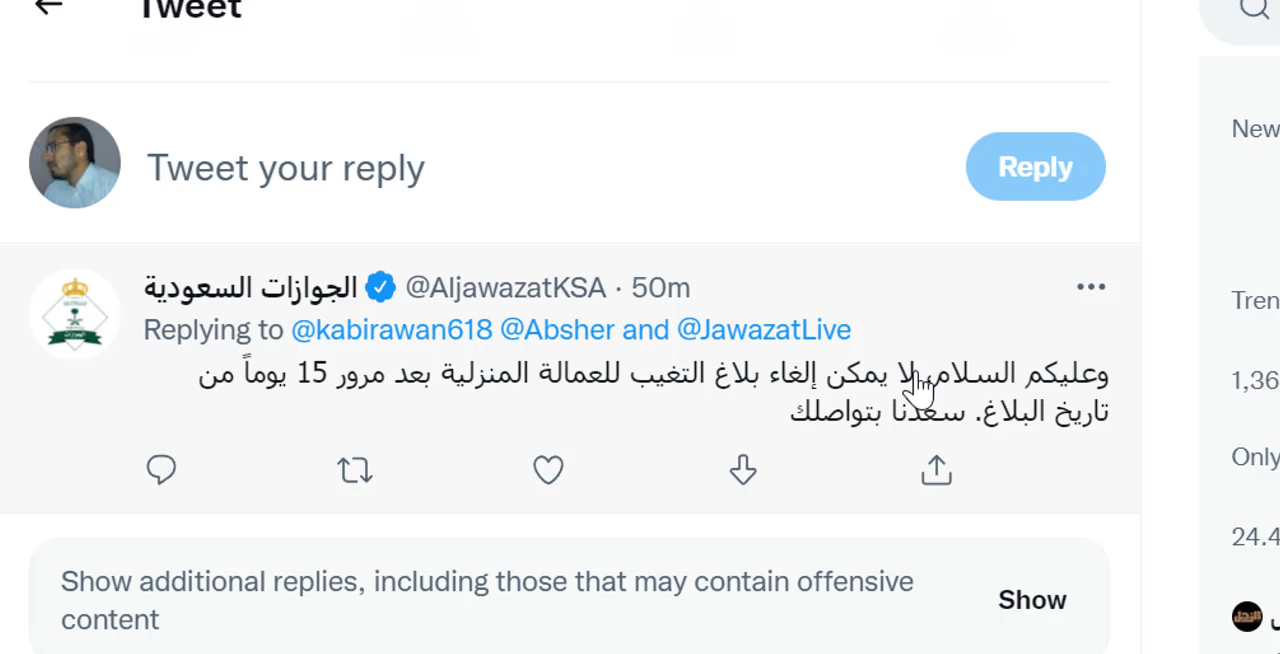 Tweet
Tweet your reply
Reply
الجوازات السعودية @AljawazatKSA · 50m
Replying to @kabirawan618 @Absher and @JawazatLive
وعليكم السلام، لا يمكن إلغاء بلاغ التغيب للعمالة المنزلية بعد مرور 15 يوماً من
تاريخ البلاغ. سعدنا بتواصلك
Show additional replies, including those that may contain offensive
content
Show
New
Tren
1,36
Only
24.4